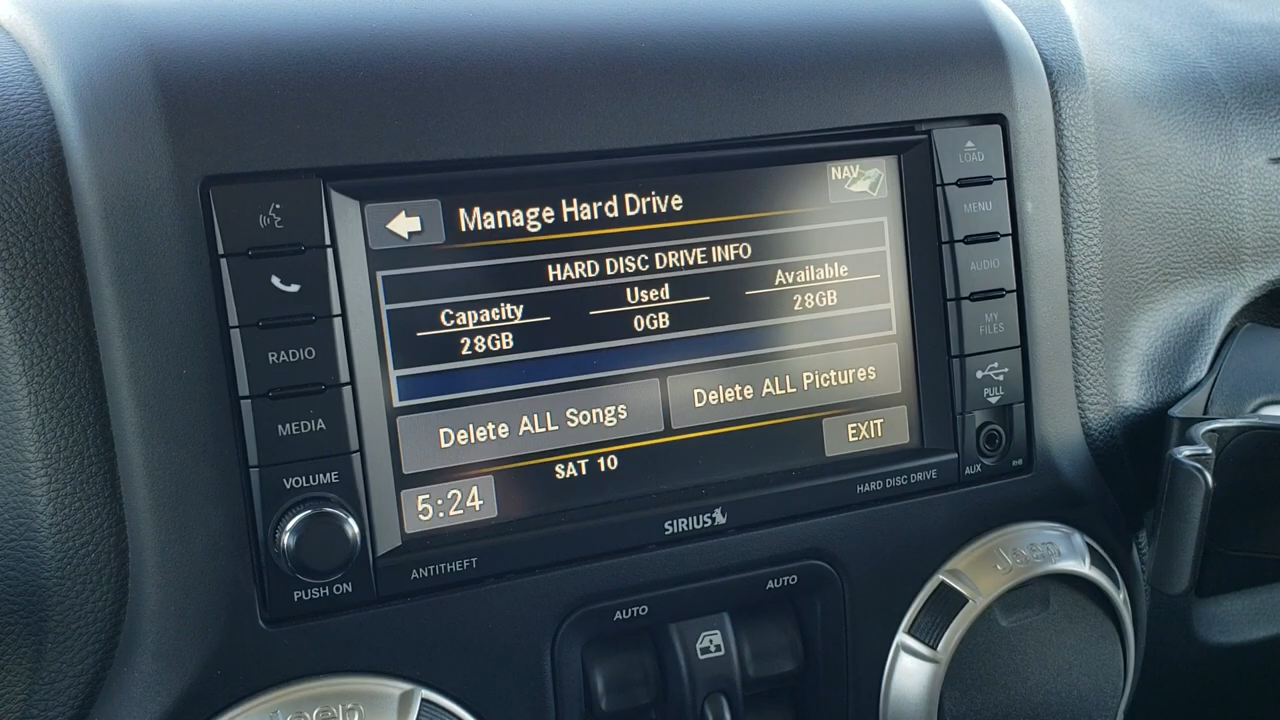 NAV
Manage Hard Drive
HARD DISC DRIVE INFO
Capacity Used Available
28GB 0GB 28GB
Delete ALL Songs Delete ALL Pictures
EXIT
SAT 10
5:24
RADIO
MEDIA
VOLUME
PUSH ON
LOAD
MENU
AUDIO
MY
FILES
PULL
AUX
HARD DISC DRIVE
SIRIUS
ANTITHEFT
AUTO AUTO
Jeep
Jeep